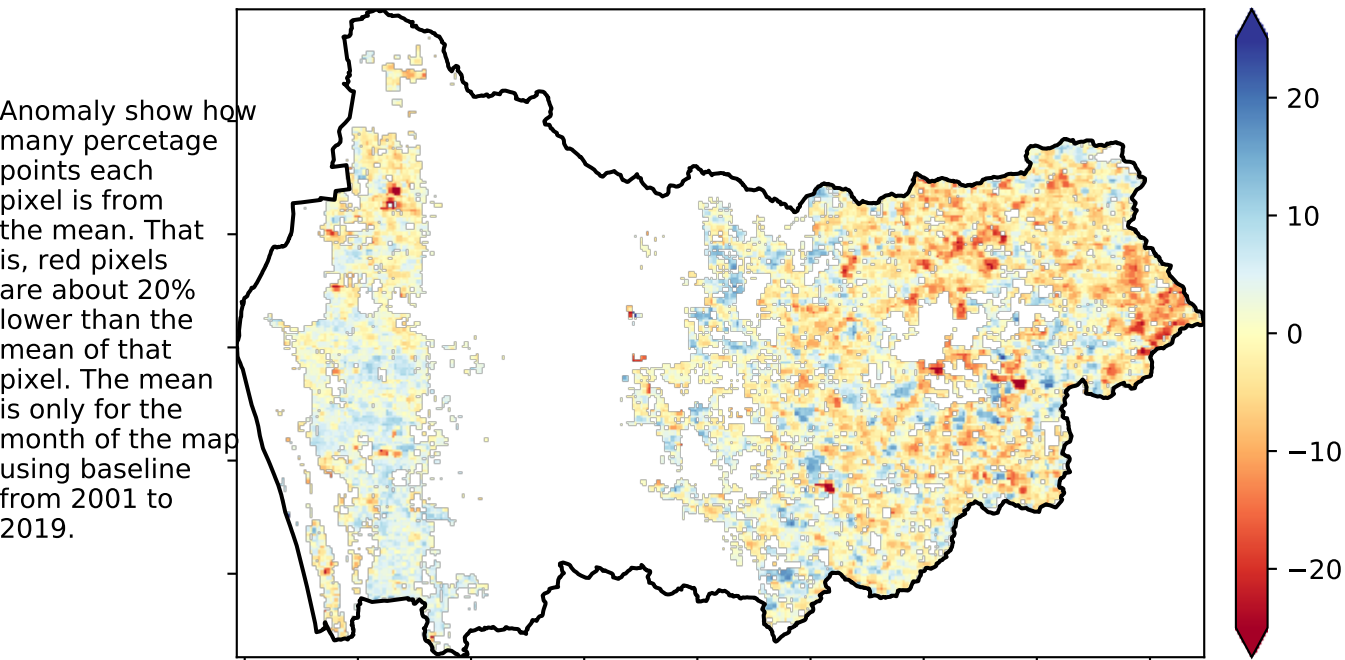 Anomaly show how
many percetage
points each
pixel is from
the mean. That
is, red pixels
are about 20%
lower than the
mean of that
pixel. The mean
is only for the
month of the map
using baseline
from 2001 to
2019.
20
10
0
−10
−20